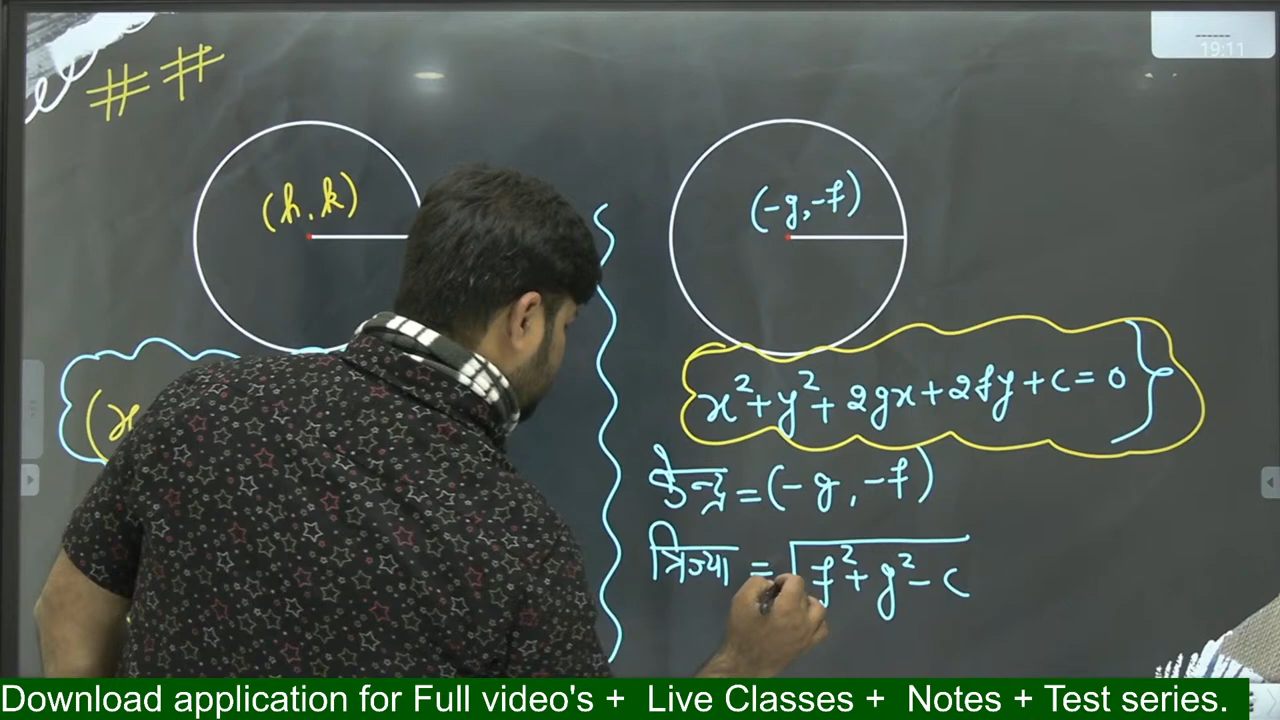 19:11
##
(h, k)
(-g, -f)
(x
x² + y² + 2gx + 2fy + c = 0
केन्द्र = (-g, -f)
त्रिज्या = √f² + g² - c
Download application for Full video's + Live Classes + Notes + Test series.